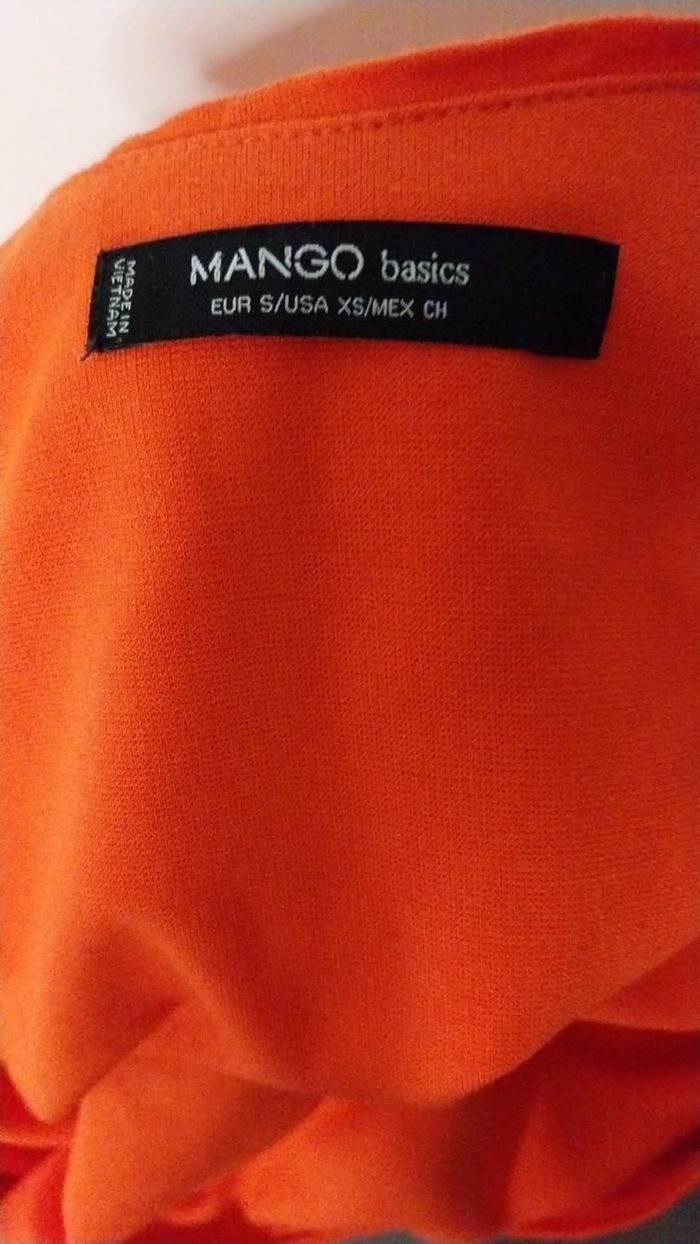 MANGO basics
EUR S/USA XS/MEX CH
MADE IN
VIETNAM